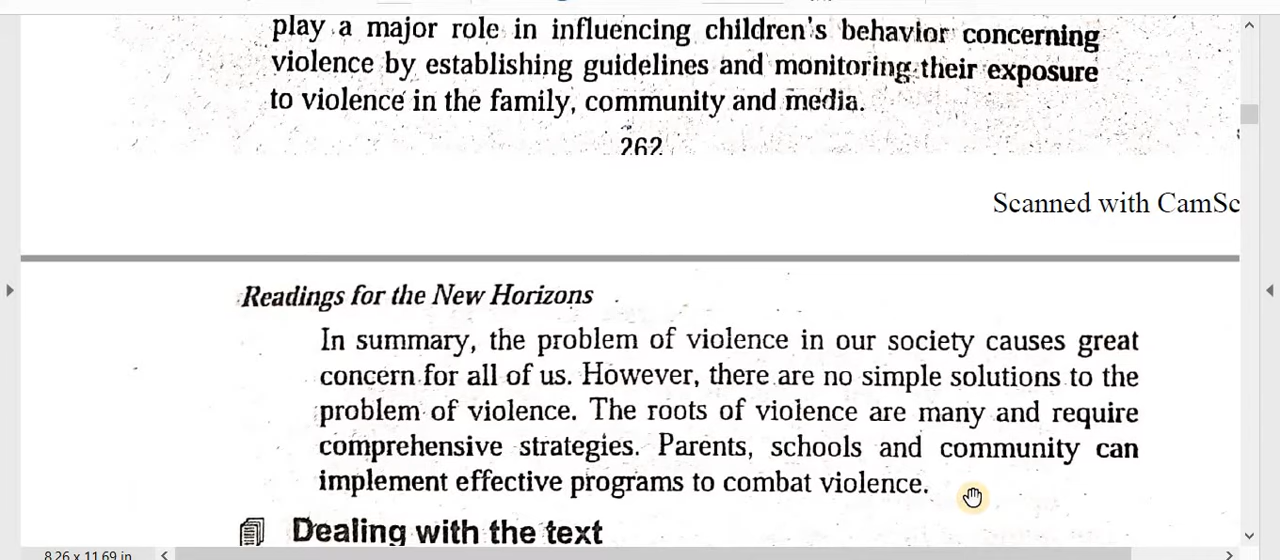 play a major role in influencing children's behavior concerning
violence by establishing guidelines and monitoring their exposure
to violence in the family, community and media.
262
Scanned with CamSc
Readings for the New Horizons
In summary, the problem of violence in our society causes great
concern for all of us. However, there are no simple solutions to the
problem of violence. The roots of violence are many and require
comprehensive strategies. Parents, schools and community can
implement effective programs to combat violence.
Dealing with the text
8.26 x 11.69 in